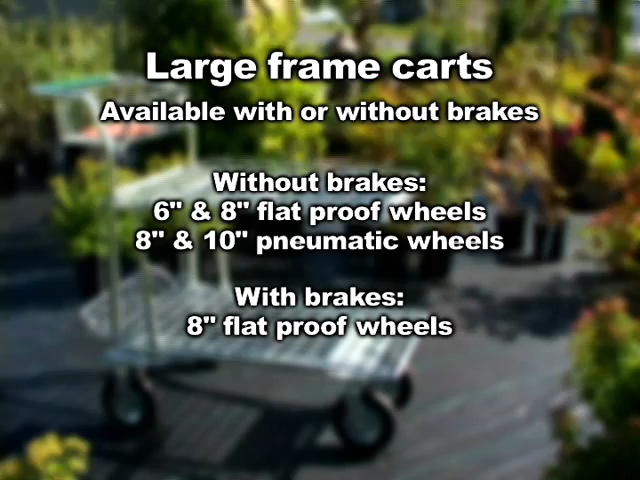 Large frame carts
Available with or without brakes
Without brakes:
6" & 8" flat proof wheels
8" & 10" pneumatic wheels
With brakes:
8" flat proof wheels